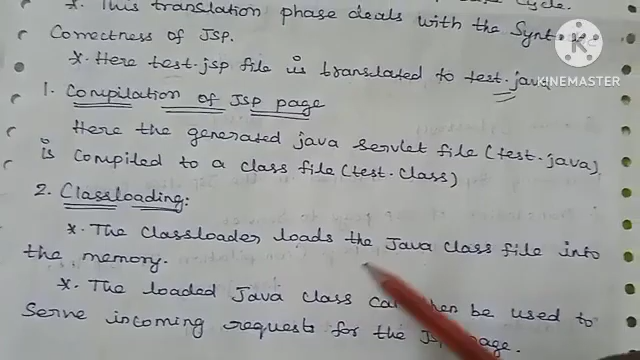 *. This translation phase deals with the Syntax
Correctness of JSP.
*. Here test.jsp file is translated to test.java
KINEMASTER
1. Compilation of JSP page
Here the generated java servlet file (test.java)
is compiled to a class file (test.class)
2. Classloading:
*. The Classloader loads the Java class file into
the memory.
*. The loaded Java class can then be used to
Serve incoming requests for the JSP page.